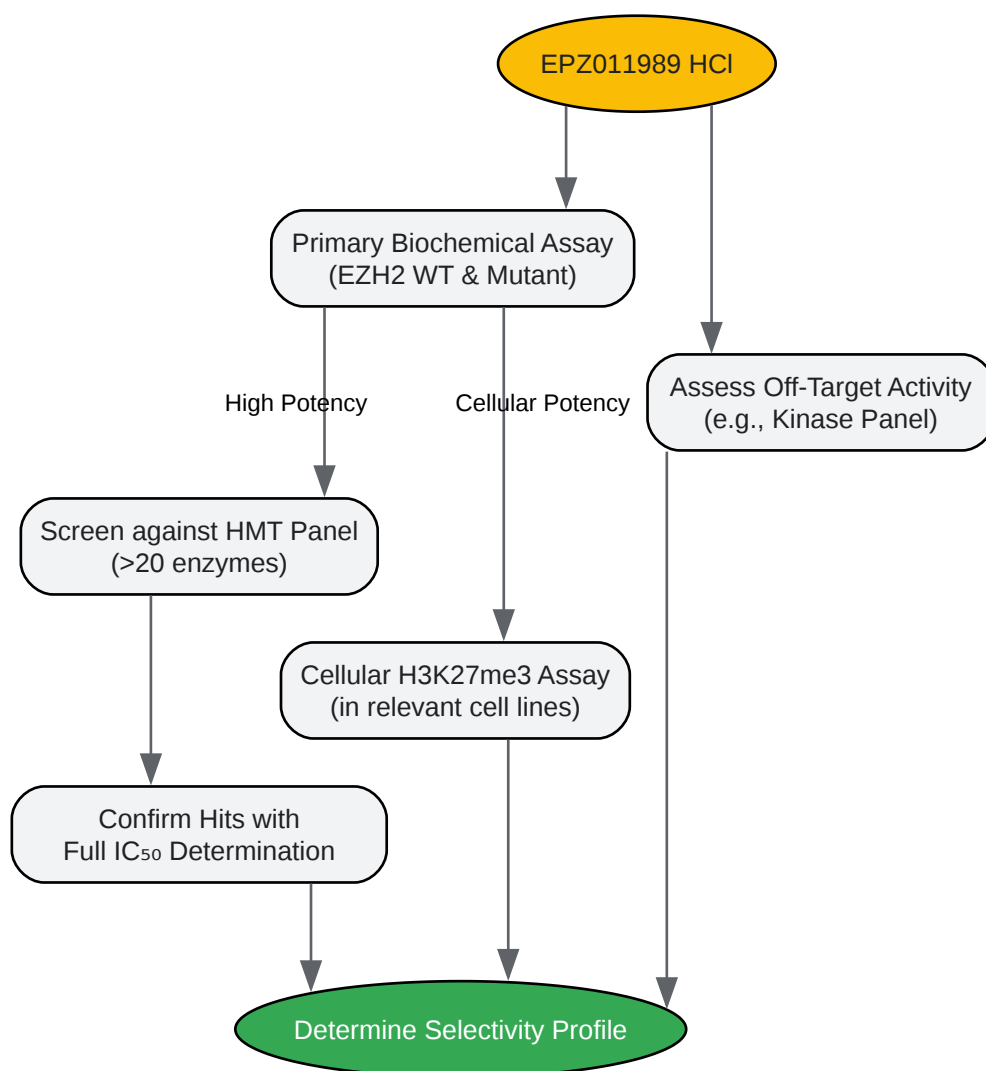 EPZ011989 HCl
Primary Biochemical Assay
(EZH2 WT & Mutant)
Assess Off-Target Activity
(e.g., Kinase Panel)
High Potency
Cellular Potency
Screen against HMT Panel
(>20 enzymes)
Cellular H3K27me3 Assay
(in relevant cell lines)
Confirm Hits with
Full IC₅₀ Determination
Determine Selectivity Profile